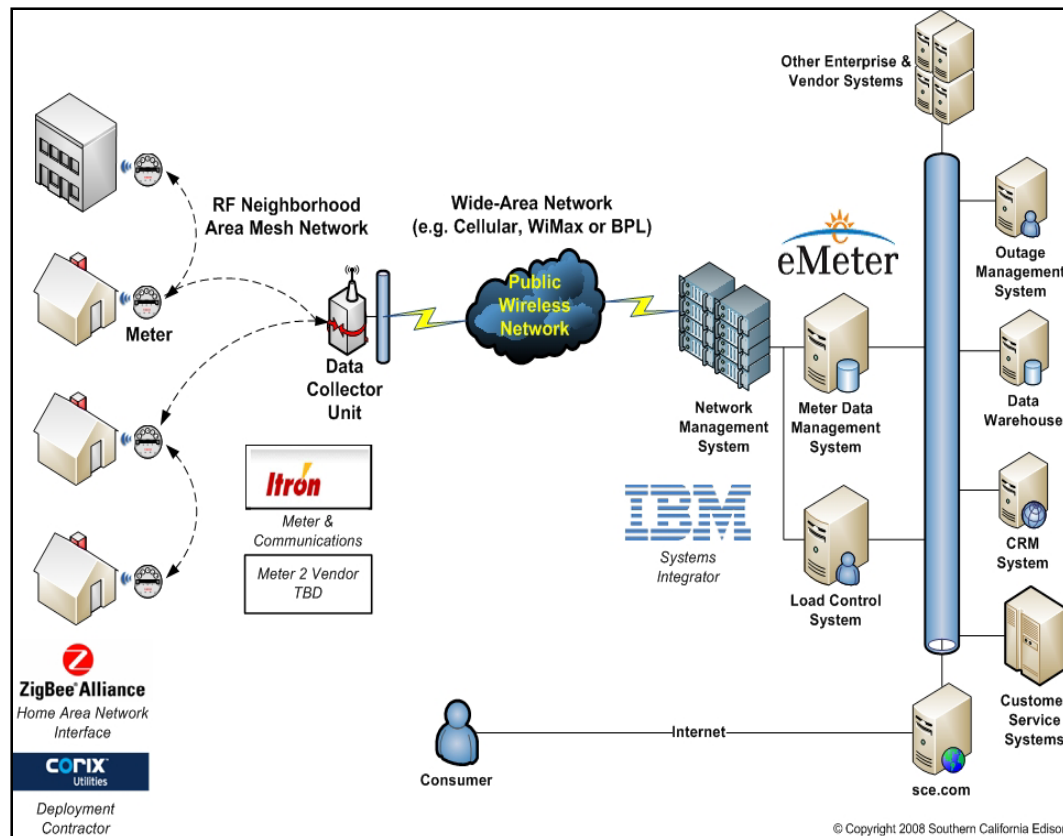 Other Enterprise &
Vendor Systems
RF Neighborhood
Area Mesh Network
Wide-Area Network
(e.g. Cellular, WiMax or BPL)
eMeter
Outage
Management
System
Public
Wireless
Network
Meter
Data
Collector
Unit
Network
Management
System
Meter Data
Management
System
Data
Warehouse
Itron
Meter &
Communications
Meter 2 Vendor
TBD
IBM
Systems
Integrator
CRM
System
Load Control
System
ZigBee Alliance
Home Area Network
Interface
Customer
Service
Systems
CORIX
Utilities
Deployment
Contractor
Consumer
Internet
sce.com
© Copyright 2008 Southern California Edison